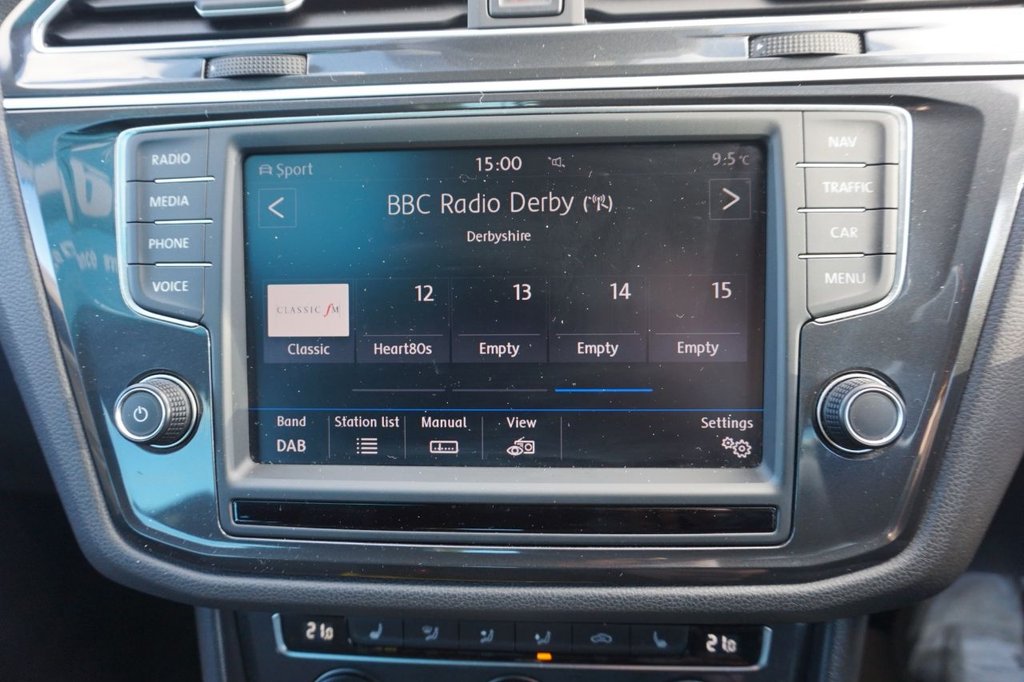 RADIO
MEDIA
PHONE
VOICE
Sport
15:00
9.5 °C
BBC Radio Derby
Derbyshire
CLASSIC fM
12
13
14
15
Classic
Heart80s
Empty
Empty
Empty
Band
Station list
Manual
View
Settings
DAB
NAV
TRAFFIC
CAR
MENU
21.0
21.0